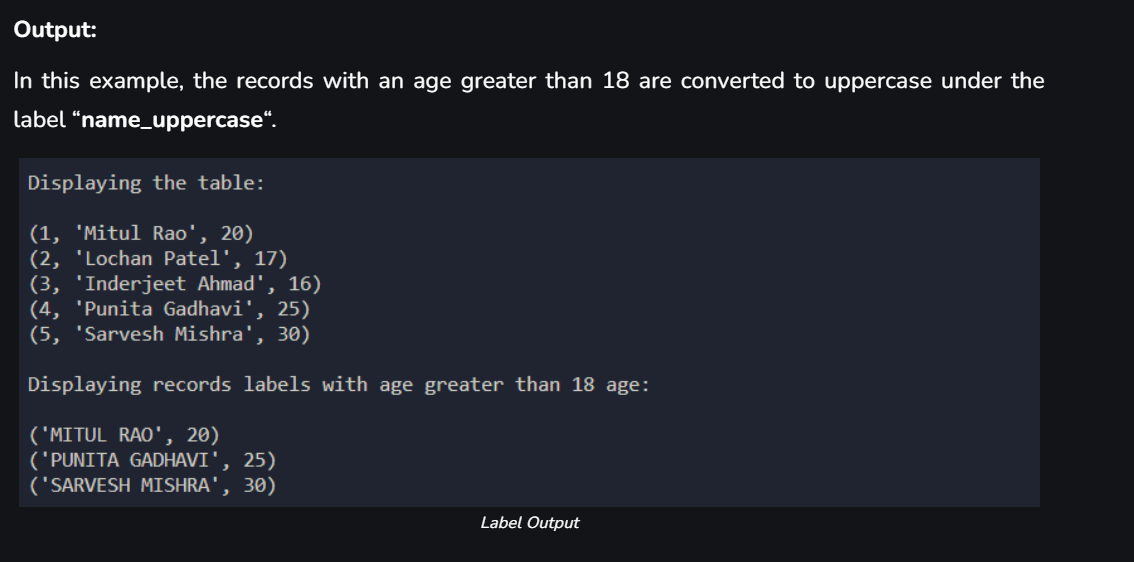 Output:
In this example, the records with an age greater than 18 are converted to uppercase under the
label “name_uppercase“.
Displaying the table:
(1, 'Mitul Rao', 20)
(2, 'Lochan Patel', 17)
(3, 'Inderjeet Ahmad', 16)
(4, 'Punita Gadhavi', 25)
(5, 'Sarvesh Mishra', 30)
Displaying records labels with age greater than 18 age:
('MITUL RAO', 20)
('PUNITA GADHAVI', 25)
('SARVESH MISHRA', 30)
Label Output